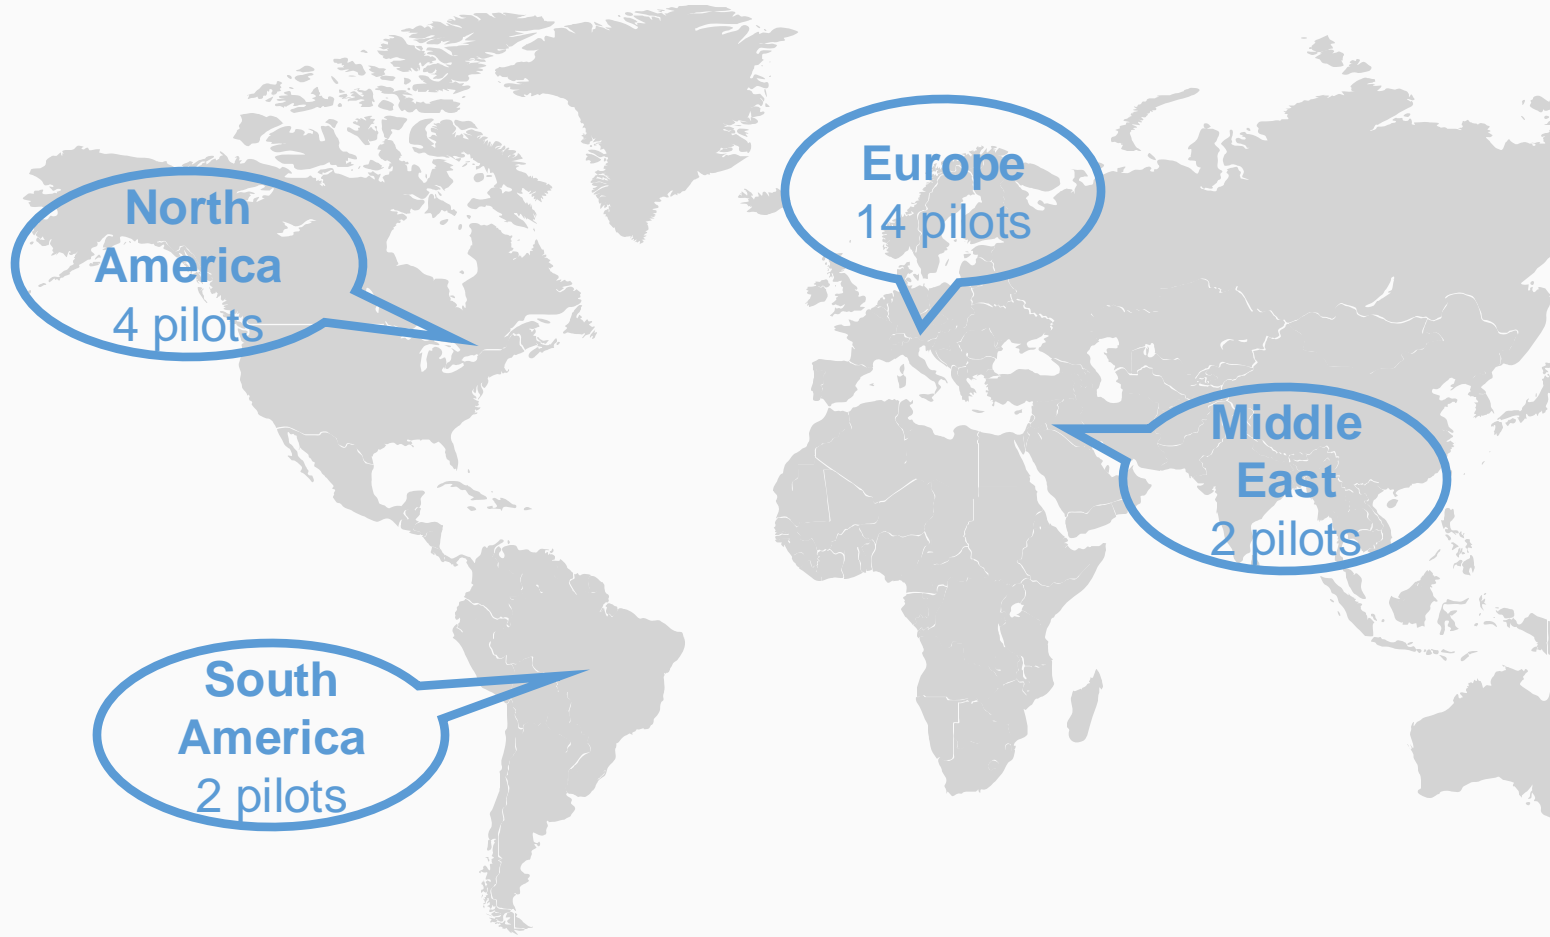 North
America
4 pilots
Europe
14 pilots
Middle
East
2 pilots
South
America
2 pilots